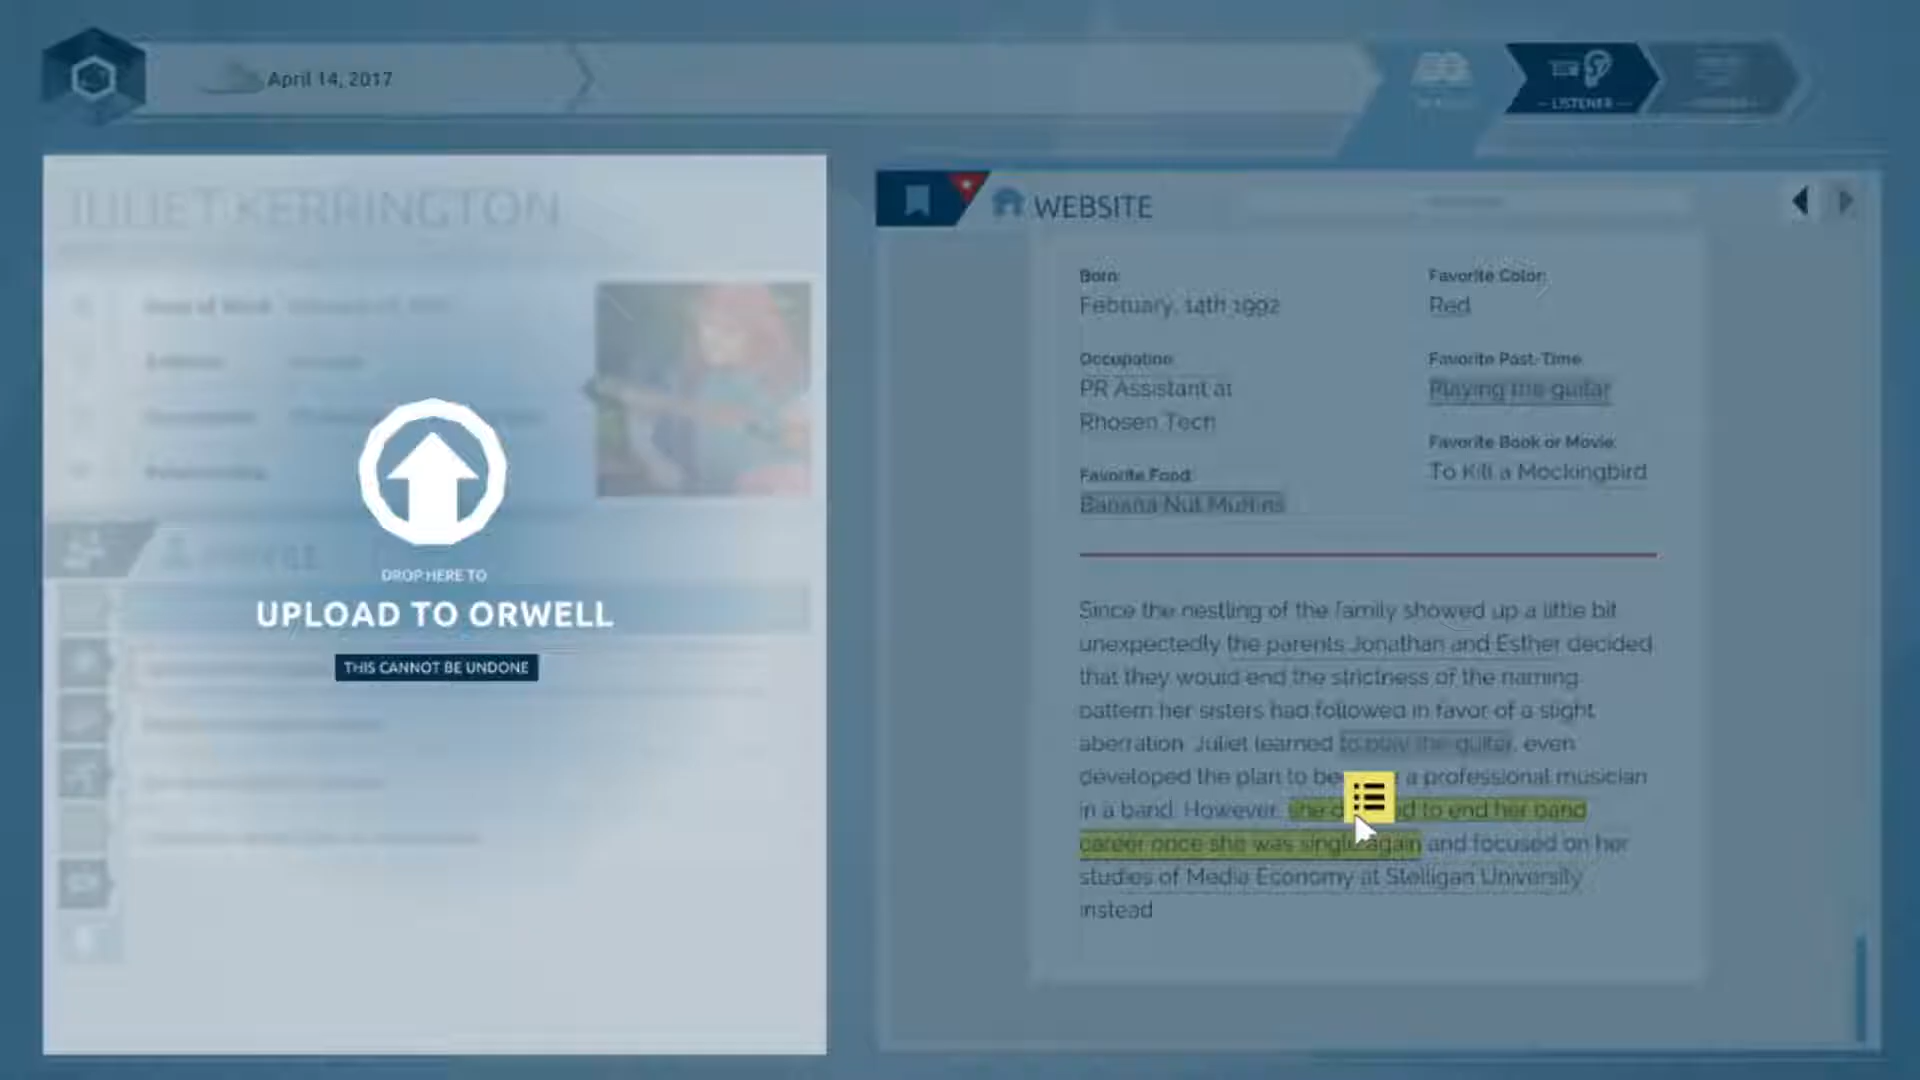 April 14, 2017
LISTENER
JULIET KERRINGTON
DROP HERE TO
UPLOAD TO ORWELL
THIS CANNOT BE UNDONE
WEBSITE
Born:
February, 14th 1992
Occupation:
PR Assistant at
Rhosen Tech
Favorite Food:
Banana Nut Muffins
Favorite Color:
Red
Favorite Past-Time:
Playing the guitar
Favorite Book or Movie:
To Kill a Mockingbird
Since the nestling of the family showed up a little bit
unexpectedly the parents Jonathan and Esther decided
that they would end the strictness of the naming
pattern her sisters had followed in favor of a slight
aberration. Juliet learned to play the guitar, even
developed the plan to a professional musician
in a band. However, she to end her band
career once she was single again and focused on her
studies of Media Economy at Stelligan University
instead